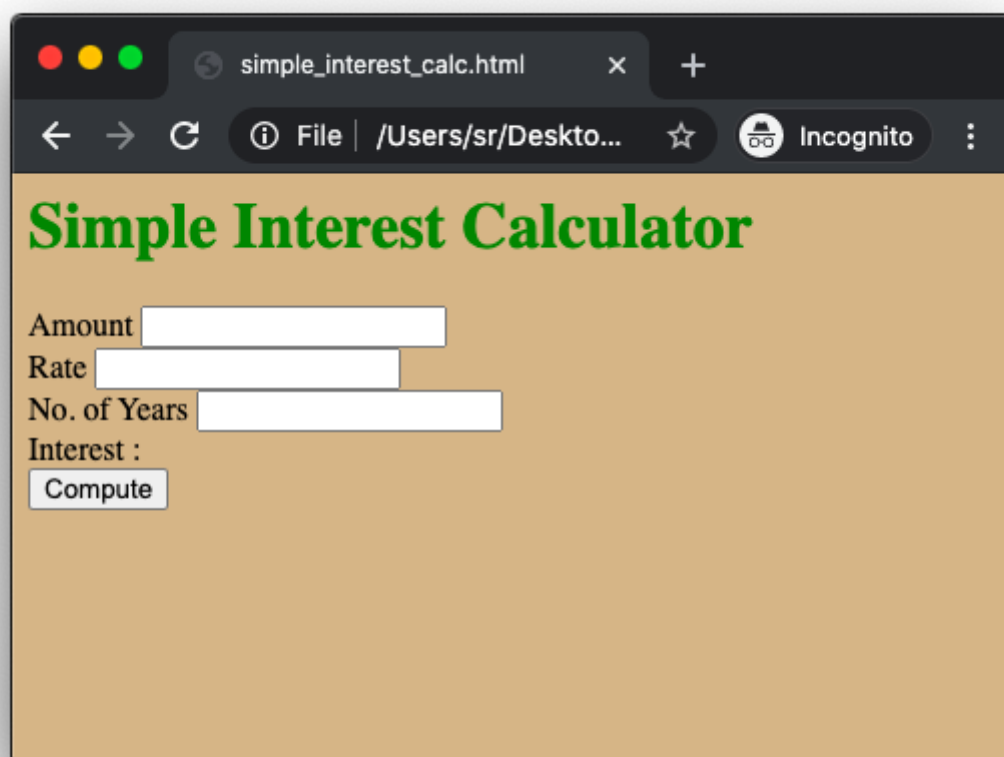 simple_interest_calc.html
File /Users/sr/Deskto... Incognito
Simple Interest Calculator
Amount
Rate
No. of Years
Interest :
Compute